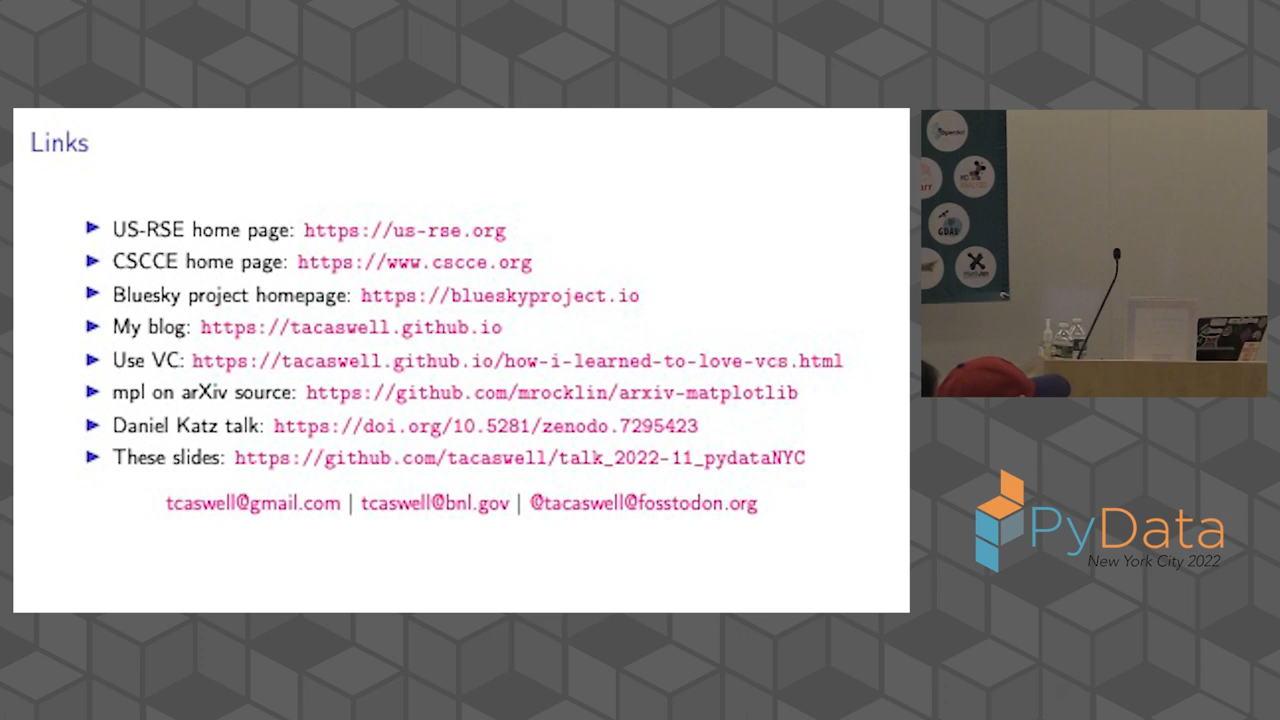 Links
US-RSE home page: https://us-rse.org
CSCCE home page: https://www.cscce.org
Bluesky project homepage: https://blueskyproject.io
My blog: https://tacaswell.github.io
Use VC: https://tacaswell.github.io/how-i-learned-to-love-vcs.html
mpl on arXiv source: https://github.com/mrocklin/arxiv-matplotlib
Daniel Katz talk: https://doi.org/10.5281/zenodo.7295423
These slides: https://github.com/tacaswell/talk_2022-11_pydataNYC
tcaswell@gmail.com | tcaswell@bnl.gov | @tacaswell@fosstodon.org
PyData
New York City 2022